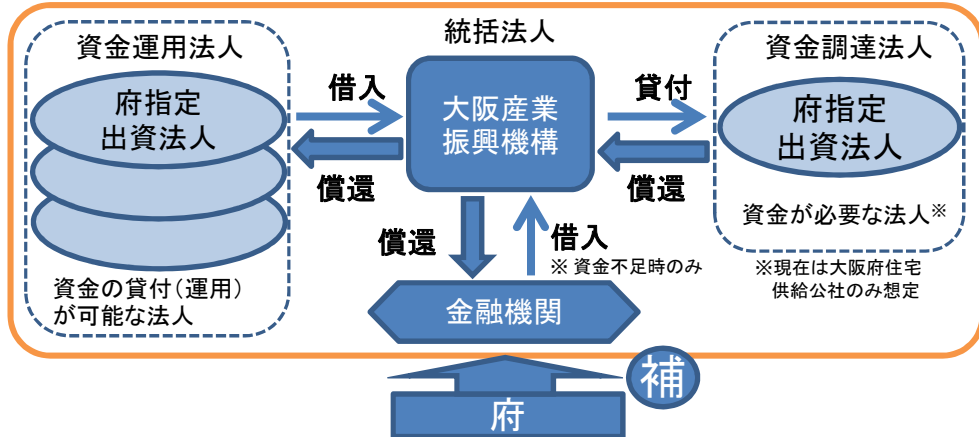 資金運用法人
府指定
出資法人
資金の貸付(運用)
が可能な法人
借入
償還
統括法人
大阪産業
振興機構
償還
借入
※ 資金不足時のみ
金融機関
貸付
償還
資金調達法人
府指定
出資法人
資金が必要な法人※
※現在は大阪府住宅
供給公社のみ想定
府
補